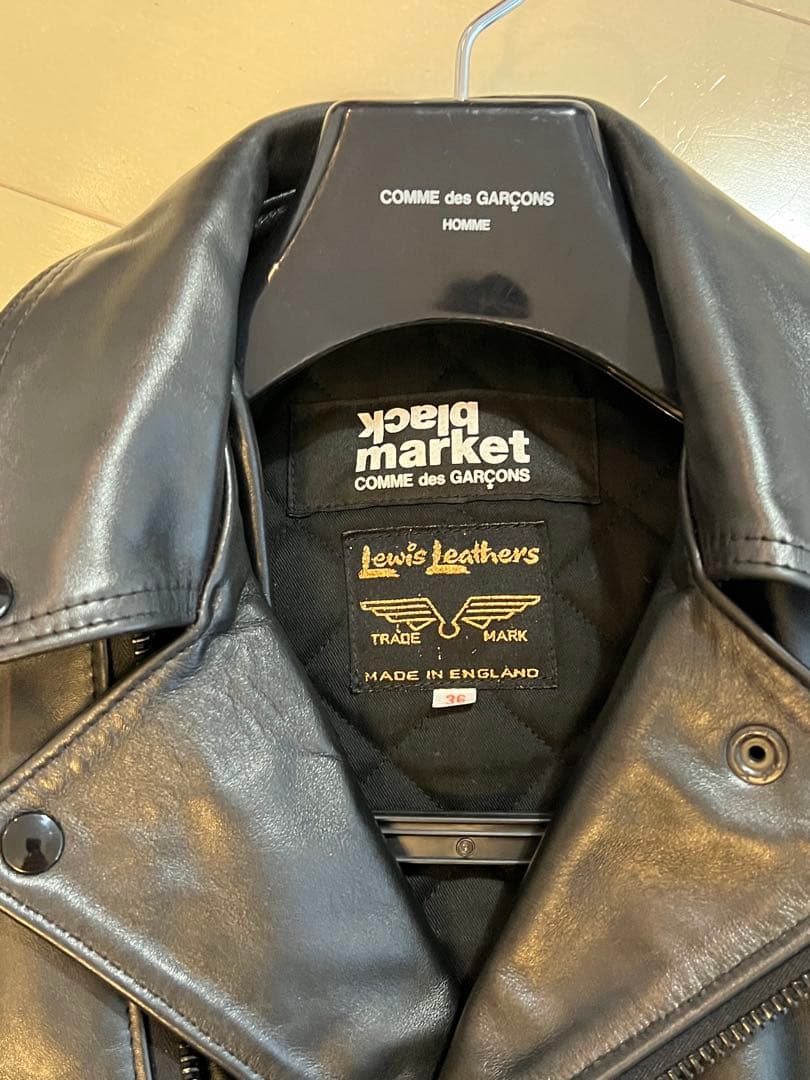 COMME des GARÇONS
HOMME
black
market
COMME des GARÇONS
Lewis Leathers
TRADE MARK
MADE IN ENGLAND
36